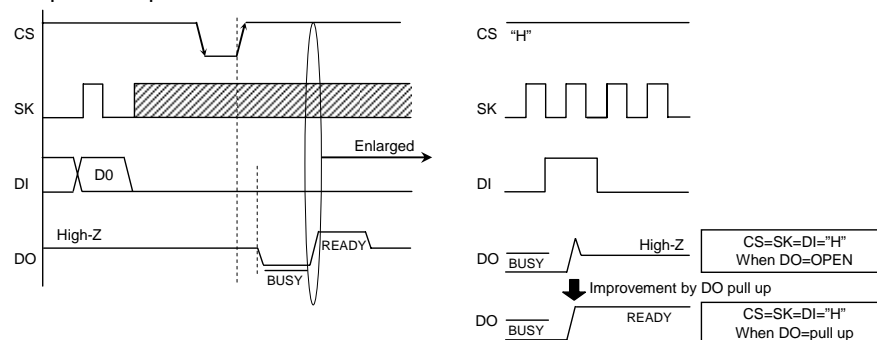 CS
SK
DI
D0
Enlarged
High-Z
DO
BUSY
READY
CS
“H”
SK
DI
High-Z
DO
BUSY
CS=SK=DI=”H”
When DO=OPEN
Improvement by DO pull up
DO
BUSY
READY
CS=SK=DI=”H”
When DO=pull up